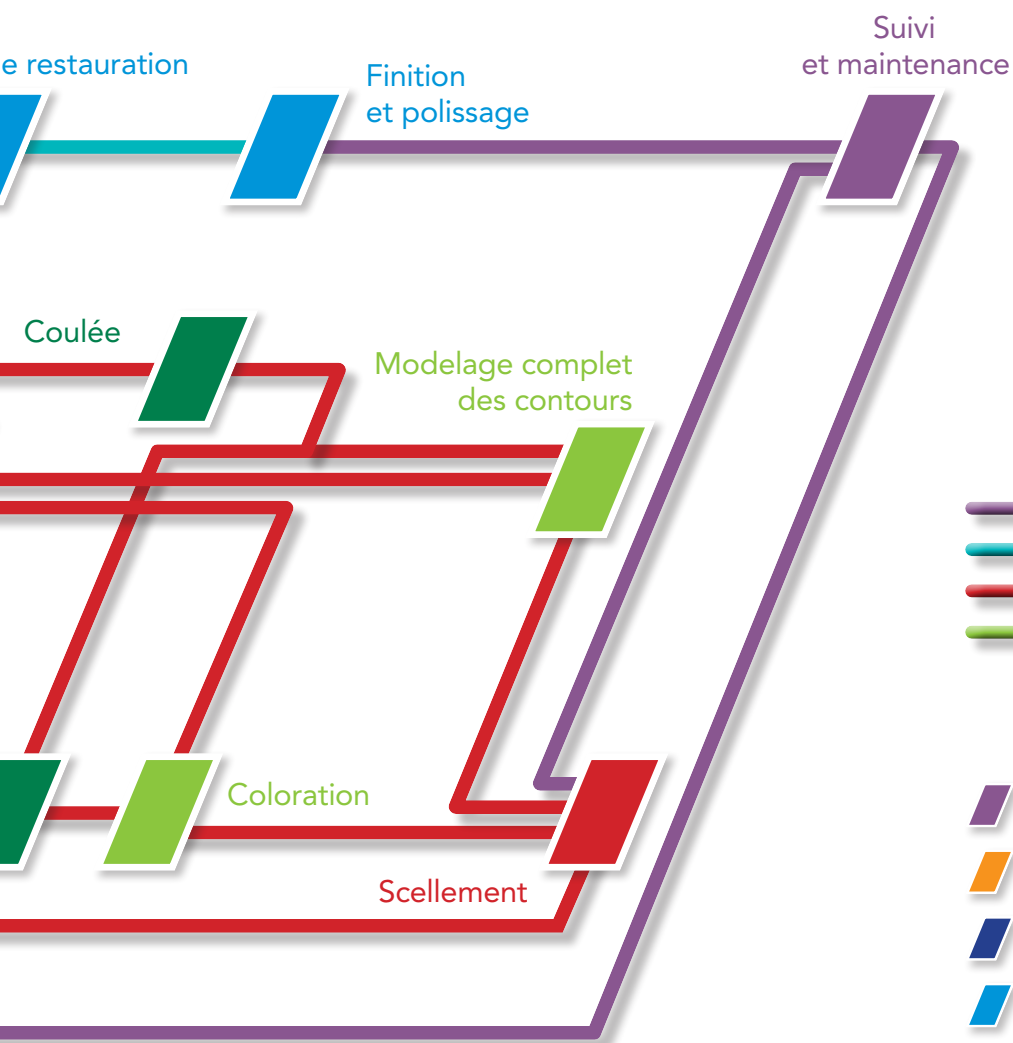 Suivi
et maintenance
e restauration
Finition
et polissage
Coulée
Modelage complet
des contours
Coloration
Scellement